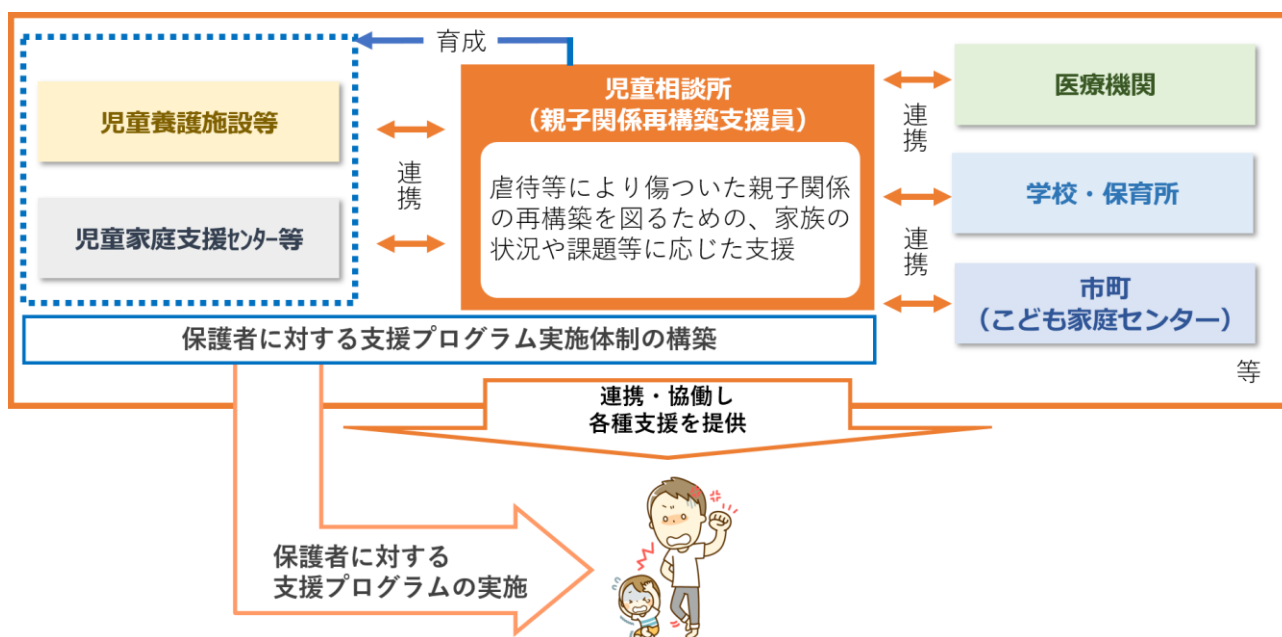 育成
児童養護施設等
児童家庭支援ｾﾝﾀｰ等
連携
児童相談所
（親子関係再構築支援員）
虐待等により傷ついた親子関係
の再構築を図るための、家族の
状況や課題等に応じた支援
連携
連携
医療機関
学校・保育所
市町
（こども家庭センター）
等
保護者に対する支援プログラム実施体制の構築
連携・協働し
各種支援を提供
保護者に対する
支援プログラムの実施